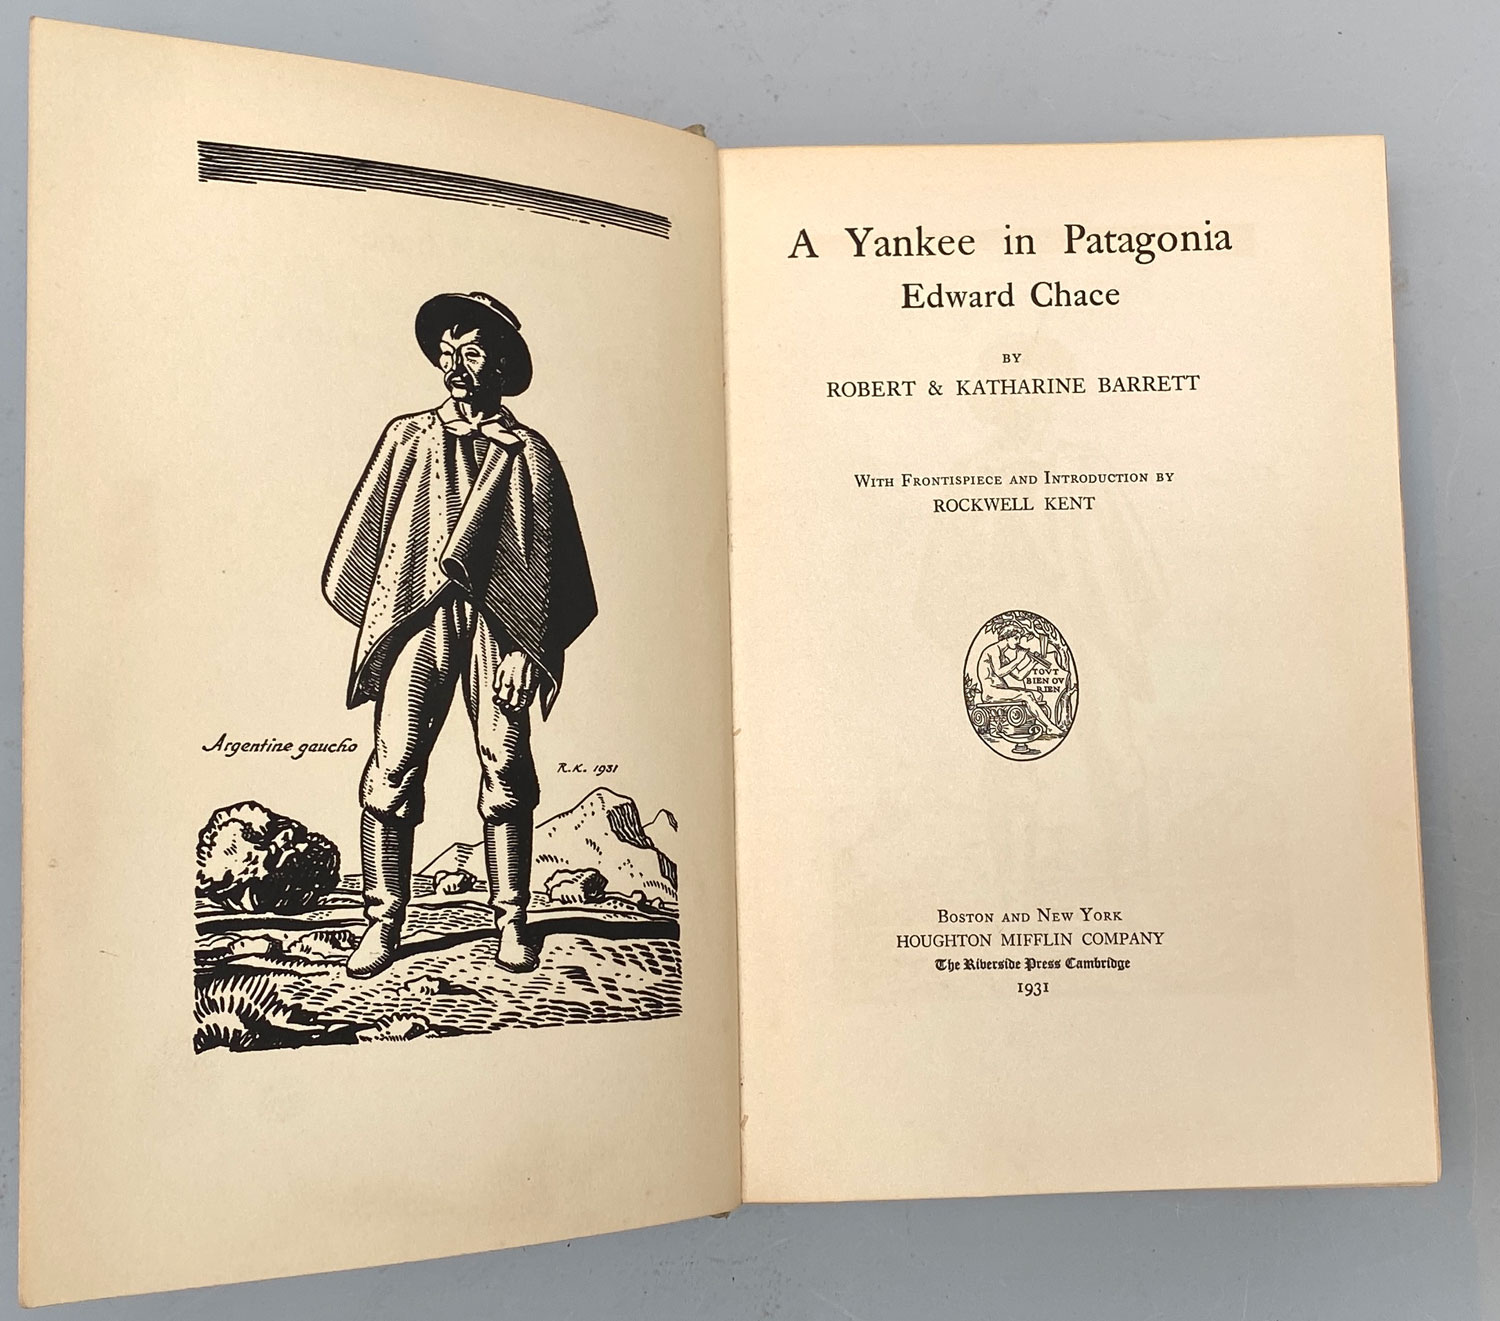 Argentine gaucho
R.K. 1931
A Yankee in Patagonia
Edward Chace
BY
ROBERT & KATHARINE BARRETT
WITH FRONTISPIECE AND INTRODUCTION BY
ROCKWELL KENT
TOVT
BIEN OV
RIEN
BOSTON AND NEW YORK
HOUGHTON MIFFLIN COMPANY
The Riverside Press Cambridge
1931